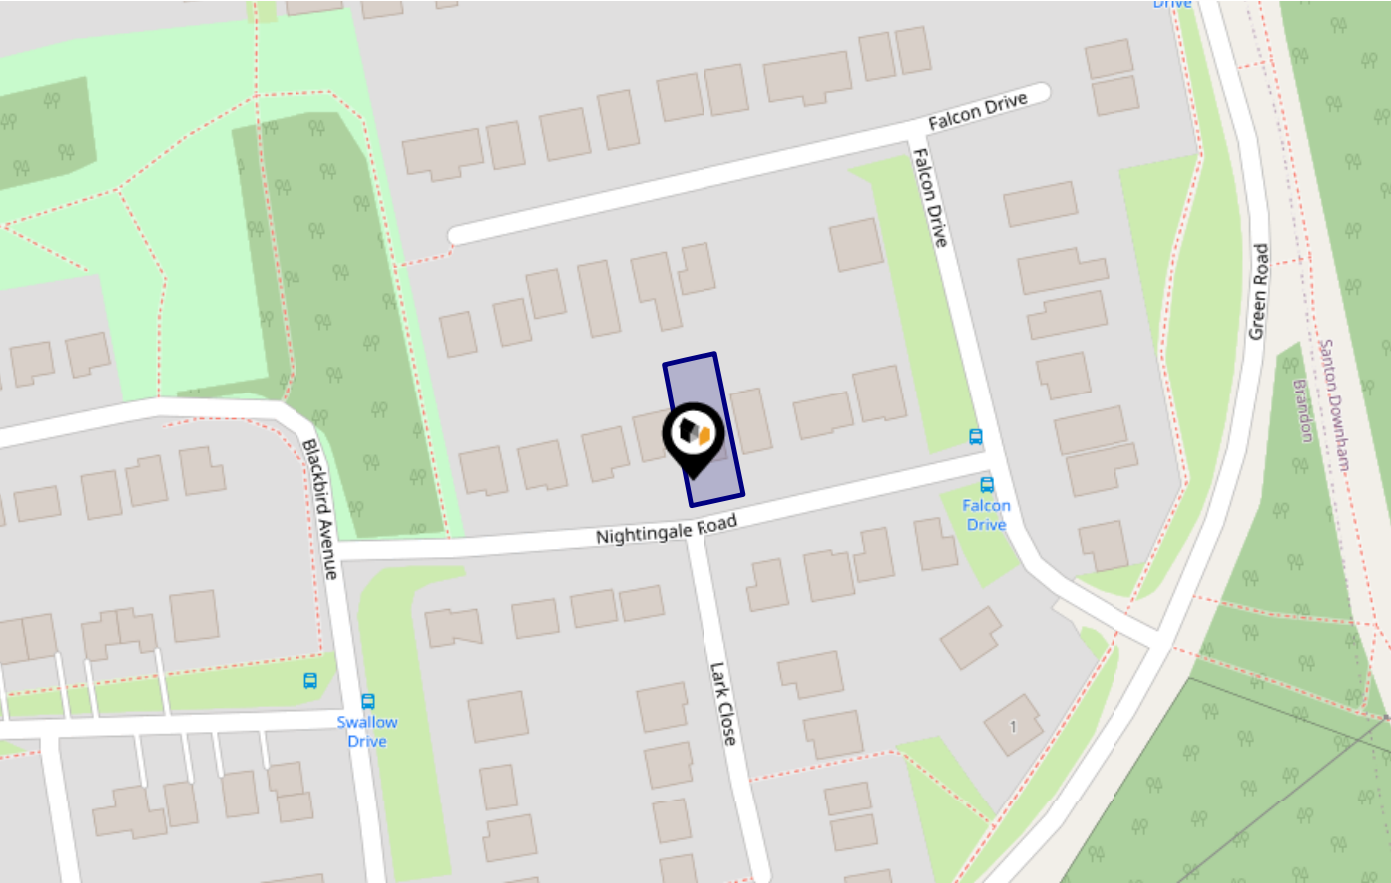 Drive
Falcon Drive
Falcon Drive
Green Road
Santon Downham
Brandon
Blackbird Avenue
Nightingale Road
Falcon
Drive
Lark Close
Swallow
Drive
1